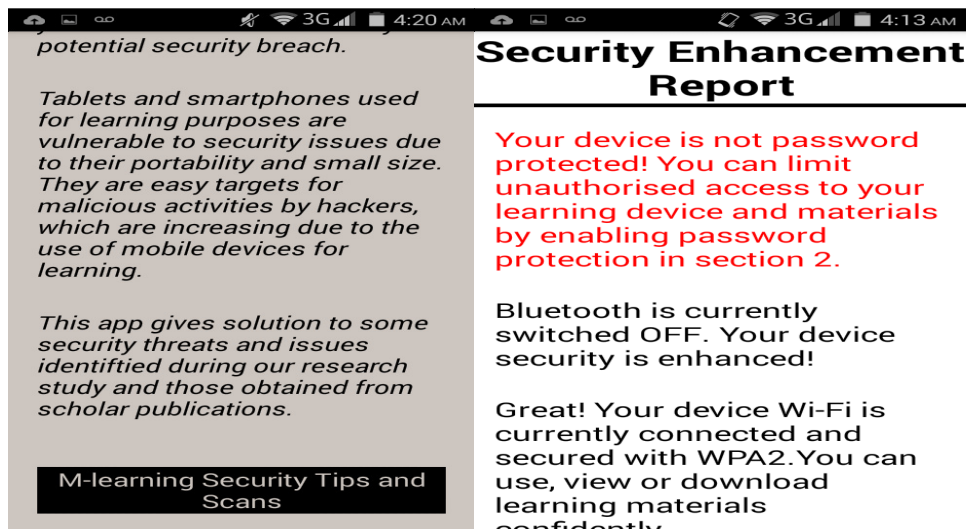 3G 4:20 AM
potential security breach.
Tablets and smartphones used
for learning purposes are
vulnerable to security issues due
to their portability and small size.
They are easy targets for
malicious activities by hackers,
which are increasing due to the
use of mobile devices for
learning.
This app gives solution to some
security threats and issues
identiftied during our research
study and those obtained from
scholar publications.
M-learning Security Tips and
Scans
3G 4:13 AM
Security Enhancement
Report
Your device is not password
protected! You can limit
unauthorised access to your
learning device and materials
by enabling password
protection in section 2.
Bluetooth is currently
switched OFF. Your device
security is enhanced!
Great! Your device Wi-Fi is
currently connected and
secured with WPA2.You can
use, view or download
learning materials
confidently